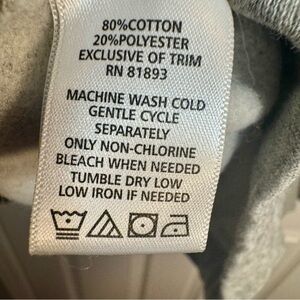 80%COTTON
20%POLYESTER
EXCLUSIVE OF TRIM
RN 81893
MACHINE WASH COLD
GENTLE CYCLE
SEPARATELY
ONLY NON-CHLORINE
BLEACH WHEN NEEDED
TUMBLE DRY LOW
LOW IRON IF NEEDED